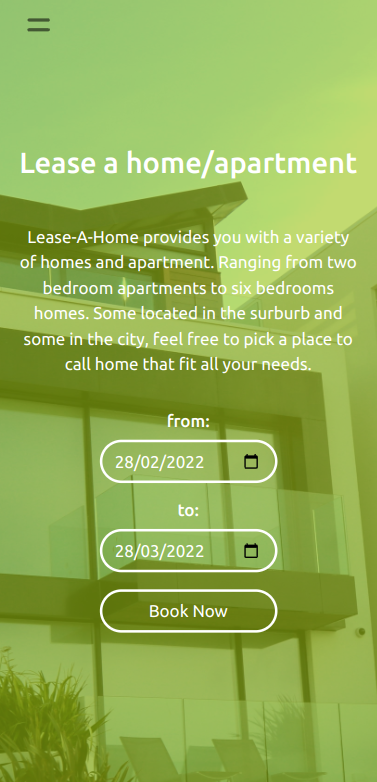 Lease a home/apartment
Lease-A-Home provides you with a variety
of homes and apartment. Ranging from two
bedroom apartments to six bedrooms
homes. Some located in the surburb and
some in the city, feel free to pick a place to
call home that fit all your needs.
from:
28/02/2022
to:
28/03/2022
Book Now